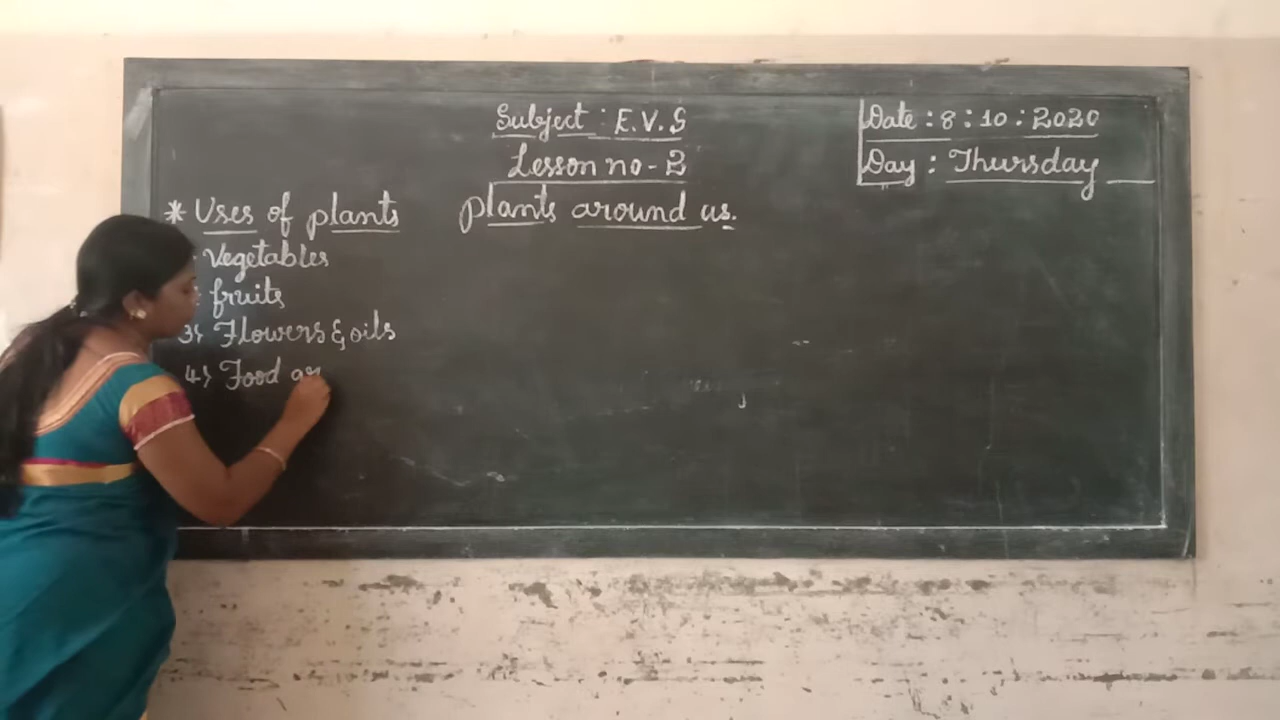 Subject : E.V.S
Lesson no - 2
Date : 8 : 10 : 2020
Day : Thursday
plants around us.
* Uses of plants
Vegetables
fruits
3) Flowers & oils
4) Food